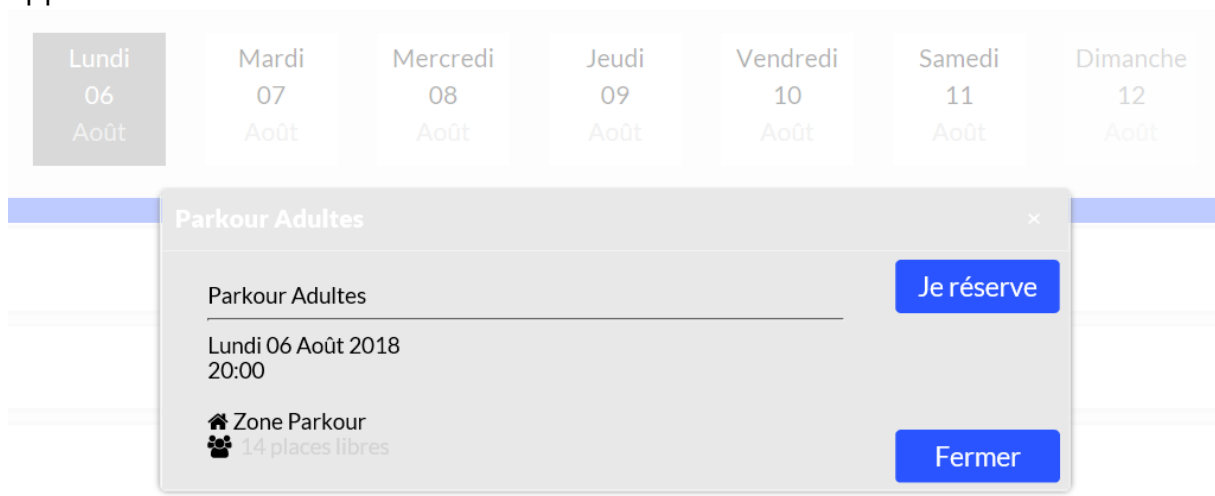 Lundi Mardi Mercredi Jeudi Vendredi Samedi Dimanche
06 07 08 09 10 11 12
Août Août Août Août Août Août Août
Parkour Adultes ×
Je réserve
Parkour Adultes
Lundi 06 Août 2018
20:00
Zone Parkour
14 places libres
Fermer